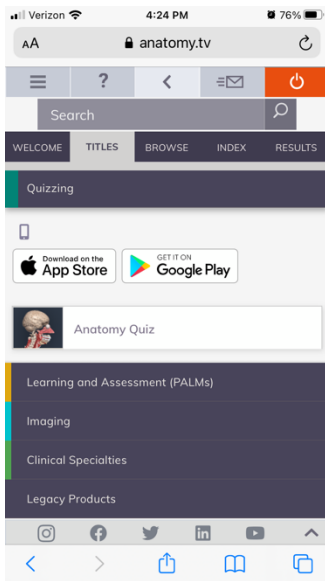 Verizon 4:24 PM 76%
AA anatomy.tv
?
Search
WELCOME TITLES BROWSE INDEX RESULTS
Quizzing
Download on the
App Store
GET IT ON
Google Play
Anatomy Quiz
Learning and Assessment (PALMs)
Imaging
Clinical Specialties
Legacy Products